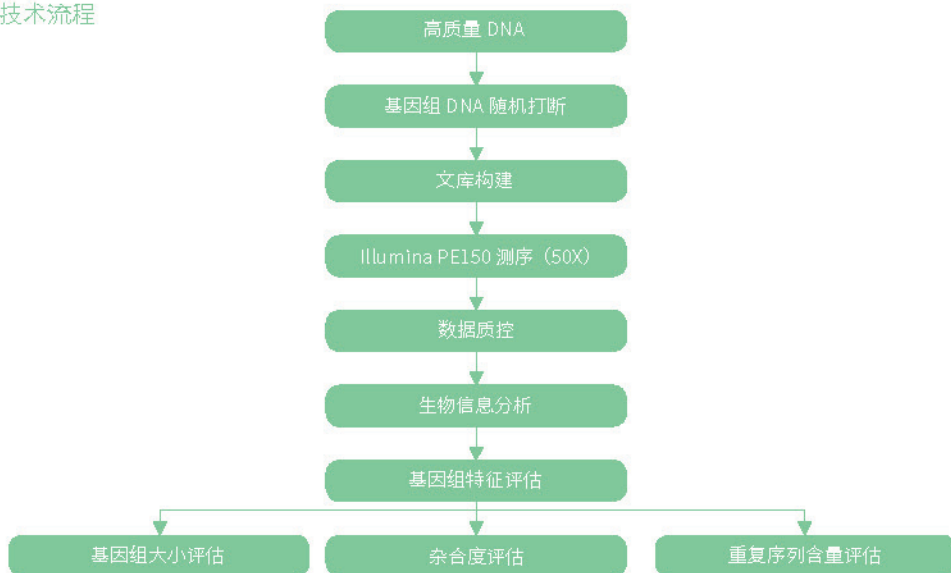 技术流程
高质量 DNA
基因组 DNA 随机打断
文库构建
Illumina PE150 测序（50X）
数据质控
生物信息分析
基因组特征评估
基因组大小评估
杂合度评估
重复序列含量评估